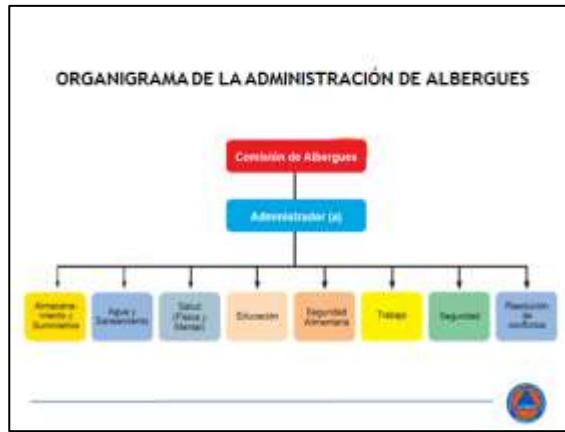 ORGANIGRAMA DE LA ADMINISTRACIÓN DE ALBERGUES
Comisión de Albergues
Administrador (a)
Almacena-
miento y
Suministros
Agua y
Saneamiento
Salud
(Física y
Mental)
Educación
Seguridad
Alimentaria
Trabajo
Seguridad
Resolución
de
conflictos